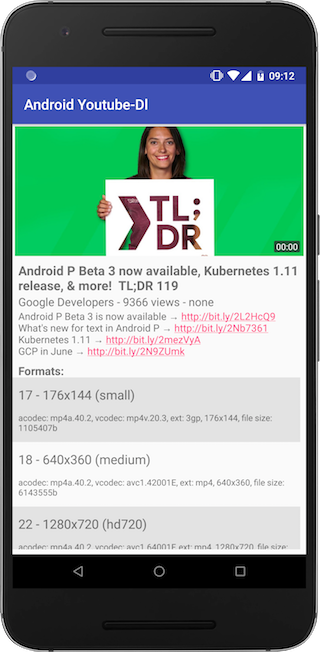 09:12
Android Youtube-Dl
TL;
DR
00:00
Android P Beta 3 now available, Kubernetes 1.11
release, & more! TL;DR 119
Google Developers - 9366 views - none
Android P Beta 3 is now available → http://bit.ly/2L2HcQ9
What's new for text in Android P → http://bit.ly/2Nb7361
Kubernetes 1.11 → http://bit.ly/2mezVyA
GCP in June → http://bit.ly/2N9ZUmk
Formats:
17 - 176x144 (small)
acodec: mp4a.40.2, vcodec: mp4v.20.3, ext: 3gp, 176x144, file size:
1105407b
18 - 640x360 (medium)
acodec: mp4a.40.2, vcodec: avc1.42001E, ext: mp4, 640x360, file size:
6143555b
22 - 1280x720 (hd720)
acodec: mp4a.40.2, vcodec: avc1.64001F, ext: mp4, 1280x720, file size: